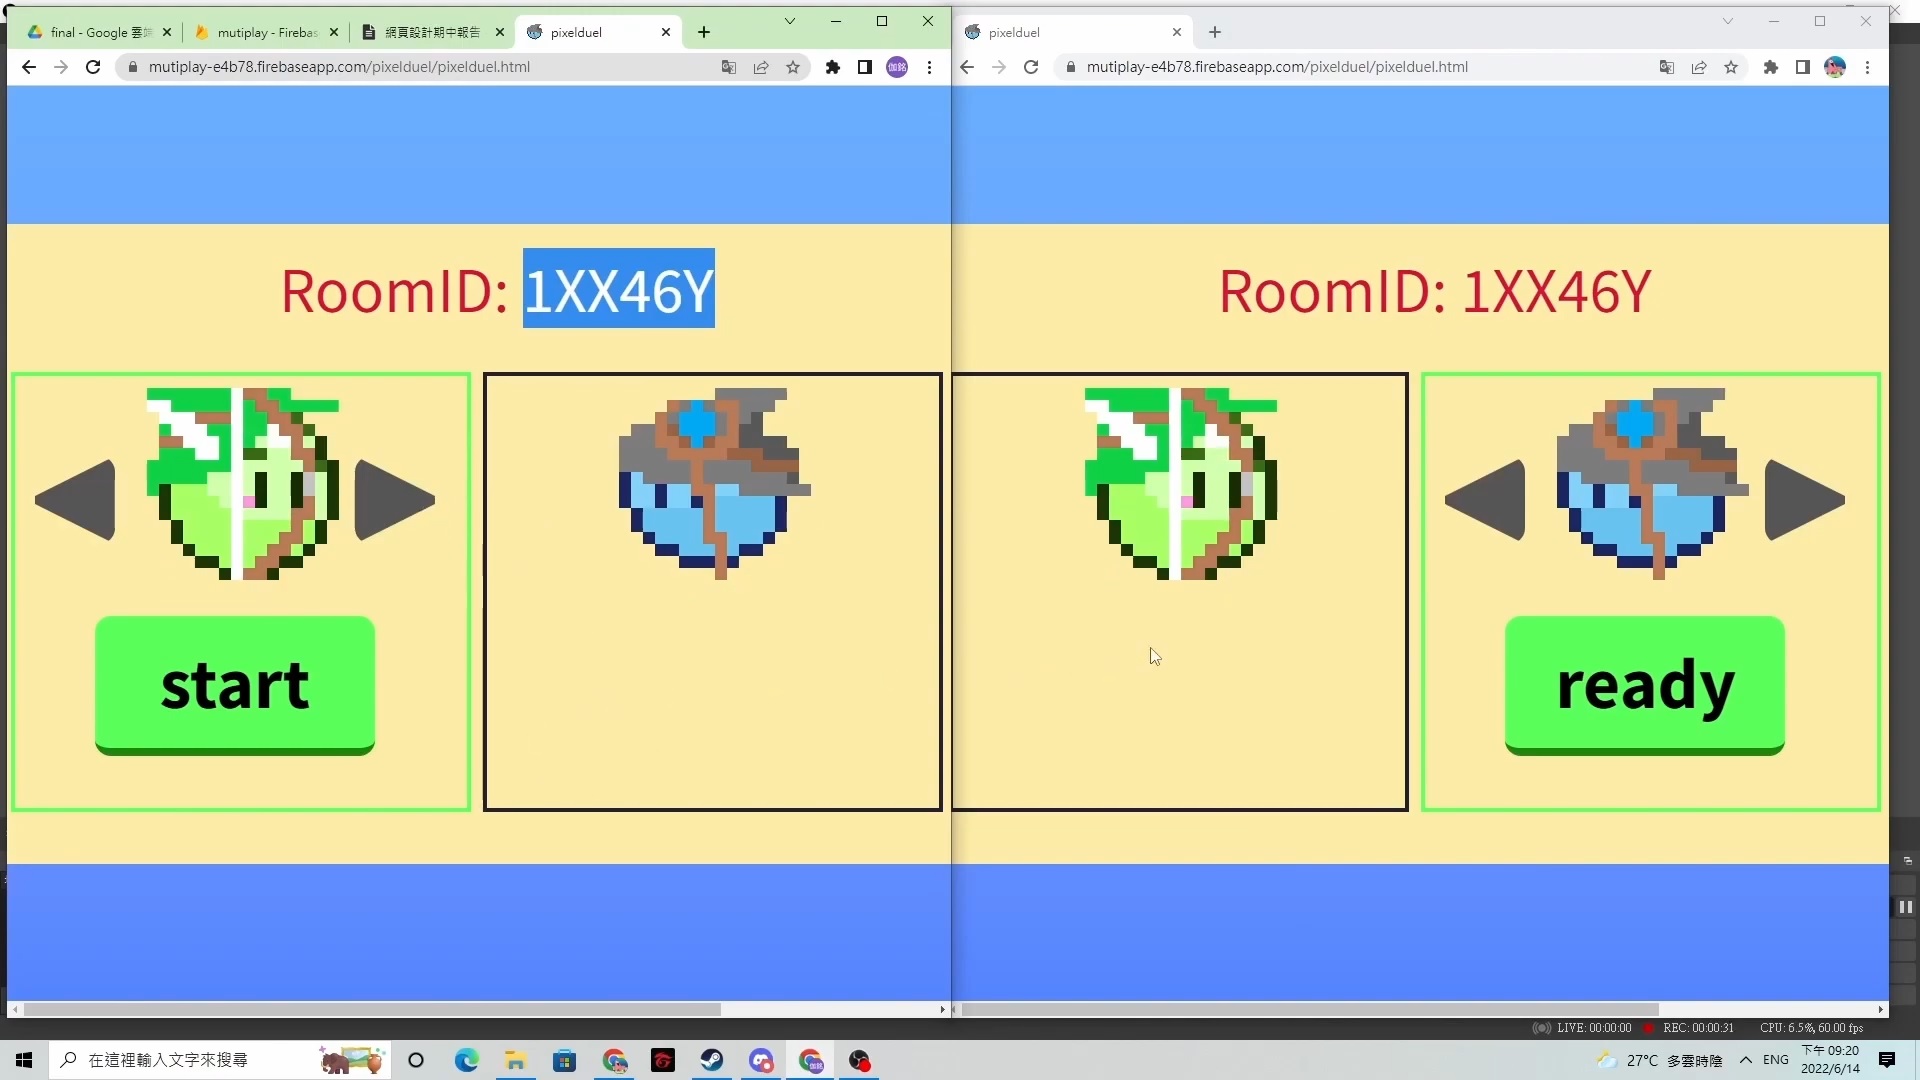 final - Google 雲端
mutiplay - Firebas
網頁設計期中報告
pixelduel
mutiplay-e4b78.firebaseapp.com/pixelduel/pixelduel.html
RoomID: 1XX46Y
start
pixelduel
mutiplay-e4b78.firebaseapp.com/pixelduel/pixelduel.html
RoomID: 1XX46Y
ready
LIVE: 00:00:00
REC: 00:00:31
CPU: 6.5%, 60.00 fps
在這裡輸入文字來搜尋
27°C 多雲時陰
ENG
下午 09:20
2022/6/14